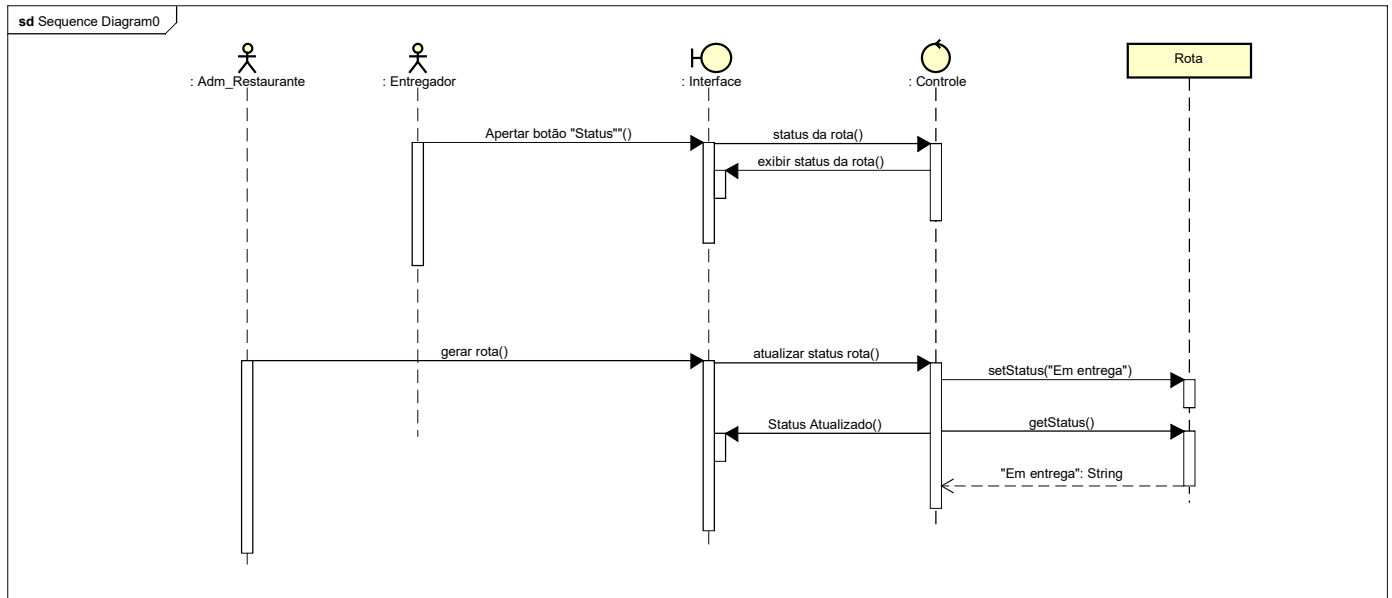 sd Sequence Diagram0
: Adm_Restaurante
: Entregador
: Interface
: Controle
Rota
Apertar botão "Status""()
status da rota()
exibir status da rota()
gerar rota()
atualizar status rota()
setStatus("Em entrega")
Status Atualizado()
getStatus()
"Em entrega": String